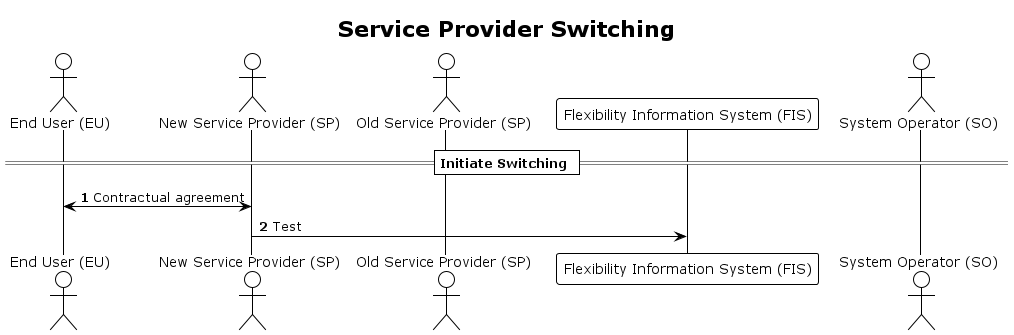 Service Provider Switching
End User (EU)
New Service Provider (SP)
Old Service Provider (SP)
Flexibility Information System (FIS)
System Operator (SO)
Initiate Switching
1 Contractual agreement
2 Test
End User (EU)
New Service Provider (SP)
Old Service Provider (SP)
Flexibility Information System (FIS)
System Operator (SO)